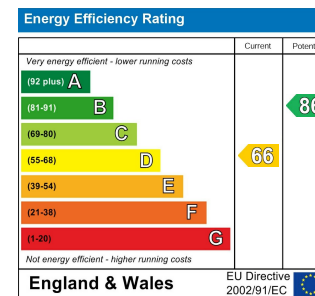 Energy Efficiency Rating
Current
Very energy efficient - lower running costs
(92 plus) A
(81-91) B
86
(69-80) C
(55-68) D
66
(39-54) E
(21-38) F
(1-20) G
Not energy efficient - higher running costs
England & Wales
EU Directive
2002/91/EC